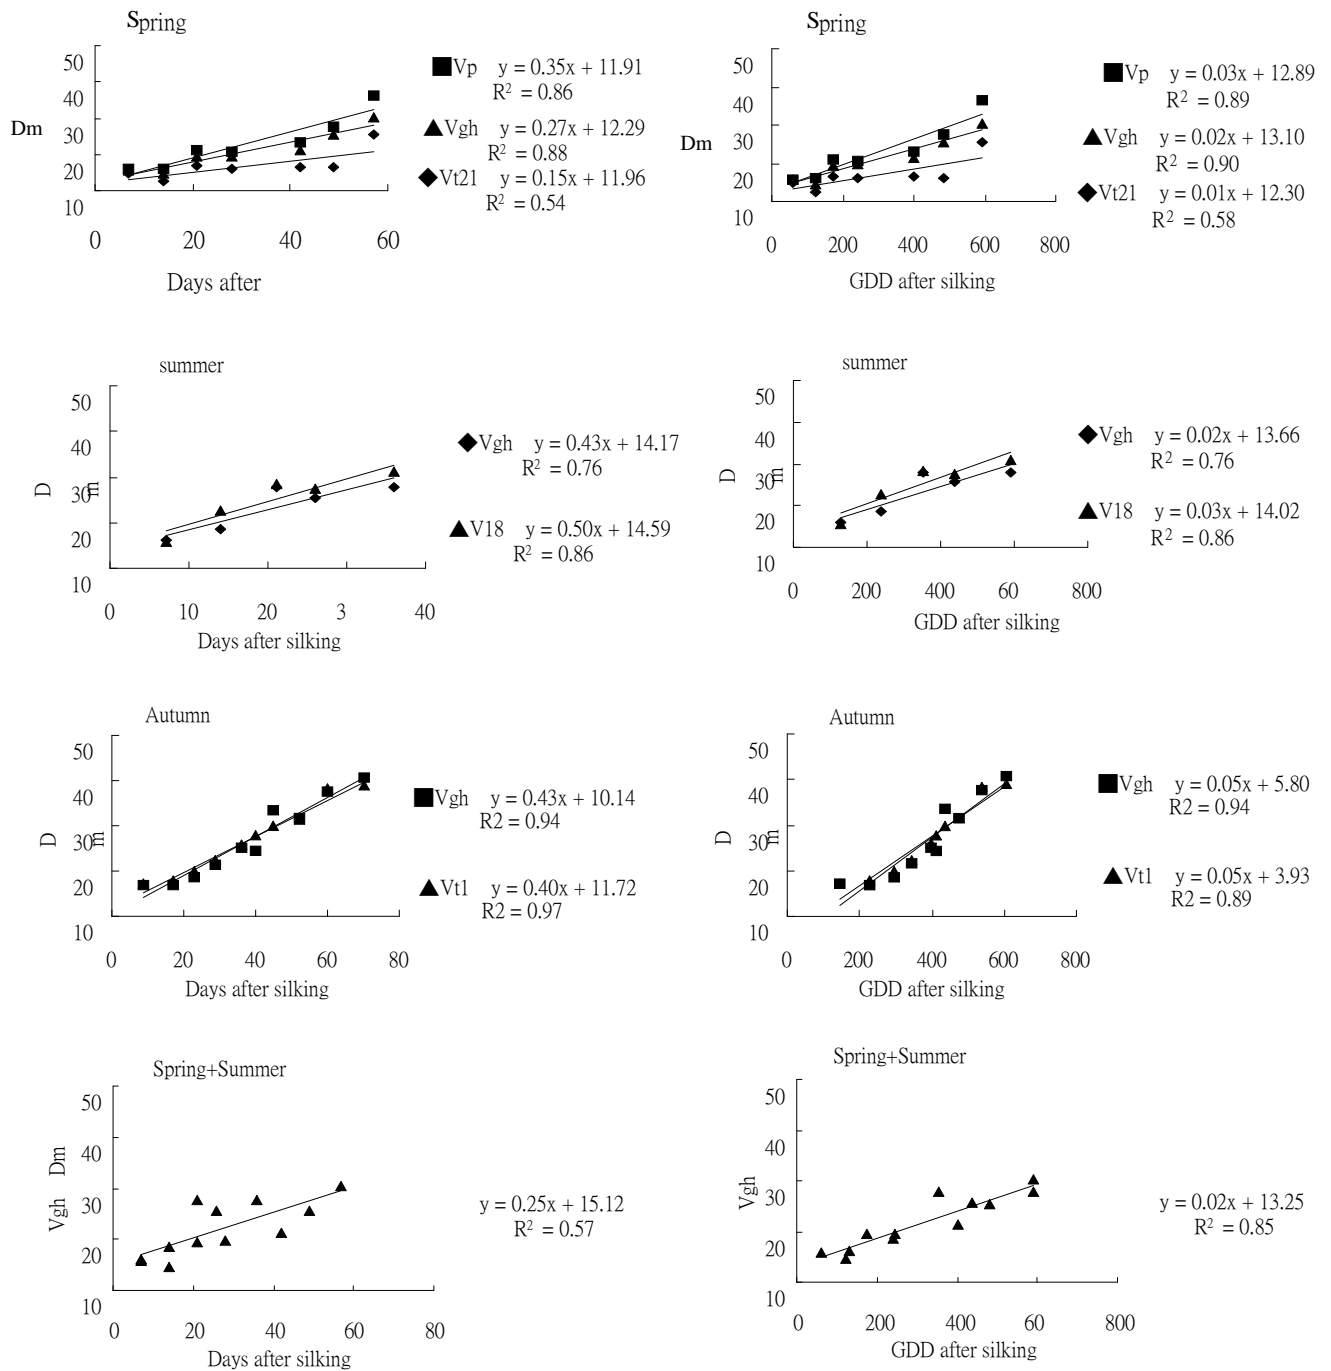 Spring
50
40
30
20
10
Dm
0 20 40 60
Days after
Vp y = 0.35x + 11.91
R² = 0.86
Vgh y = 0.27x + 12.29
R² = 0.88
Vt21 y = 0.15x + 11.96
R² = 0.54
Spring
50
40
30
20
10
Dm
0 200 400 600 800
GDD after silking
Vp y = 0.03x + 12.89
R² = 0.89
Vgh y = 0.02x + 13.10
R² = 0.90
Vt21 y = 0.01x + 12.30
R² = 0.58
summer
50
40
30
20
10
D
m
0 10 20 3 40
Days after silking
Vgh y = 0.43x + 14.17
R² = 0.76
V18 y = 0.50x + 14.59
R² = 0.86
summer
50
40
30
20
10
D
m
0 200 400 60 800
GDD after silking
Vgh y = 0.02x + 13.66
R² = 0.76
V18 y = 0.03x + 14.02
R² = 0.86
Autumn
50
40
30
20
10
D
m
0 20 40 60 80
Days after silking
Vgh y = 0.43x + 10.14
R2 = 0.94
Vt1 y = 0.40x + 11.72
R2 = 0.97
Autumn
50
40
30
20
10
D
m
0 200 400 600 800
GDD after silking
Vgh y = 0.05x + 5.80
R2 = 0.94
Vt1 y = 0.05x + 3.93
R2 = 0.89
Spring+Summer
50
40
30
20
10
Vgh Dm
0 20 40 60 80
Days after silking
y = 0.25x + 15.12
R² = 0.57
Spring+Summer
50
40
30
20
10
Vgh
0 200 400 60 800
GDD after silking
y = 0.02x + 13.25
R² = 0.85